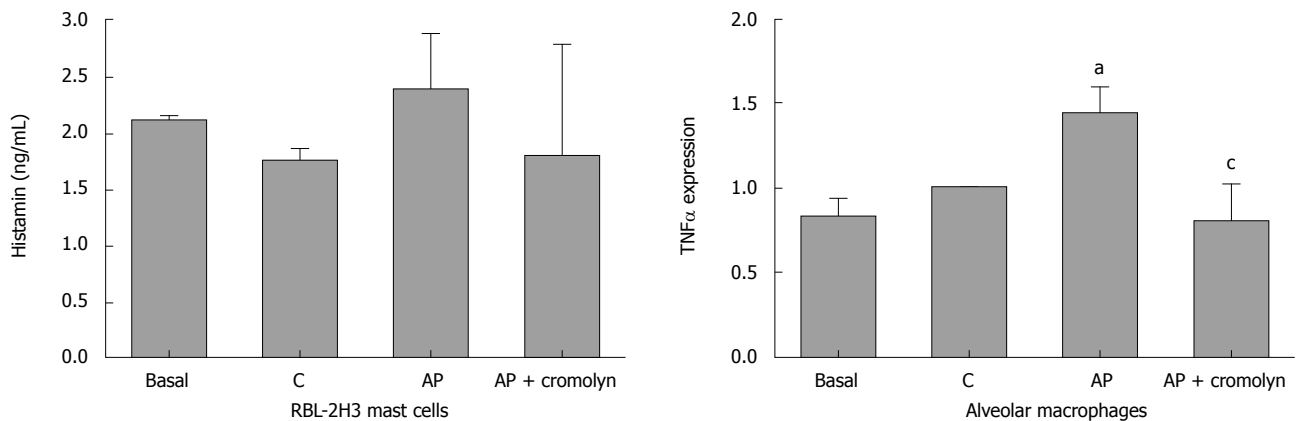 3.0
2.5
2.0
1.5
1.0
0.5
0.0
Histamin (ng/mL)
Basal C AP AP + cromolyn
RBL-2H3 mast cells
2.0
1.5
1.0
0.5
0.0
TNFα expression
a
c
Basal C AP AP + cromolyn
Alveolar macrophages